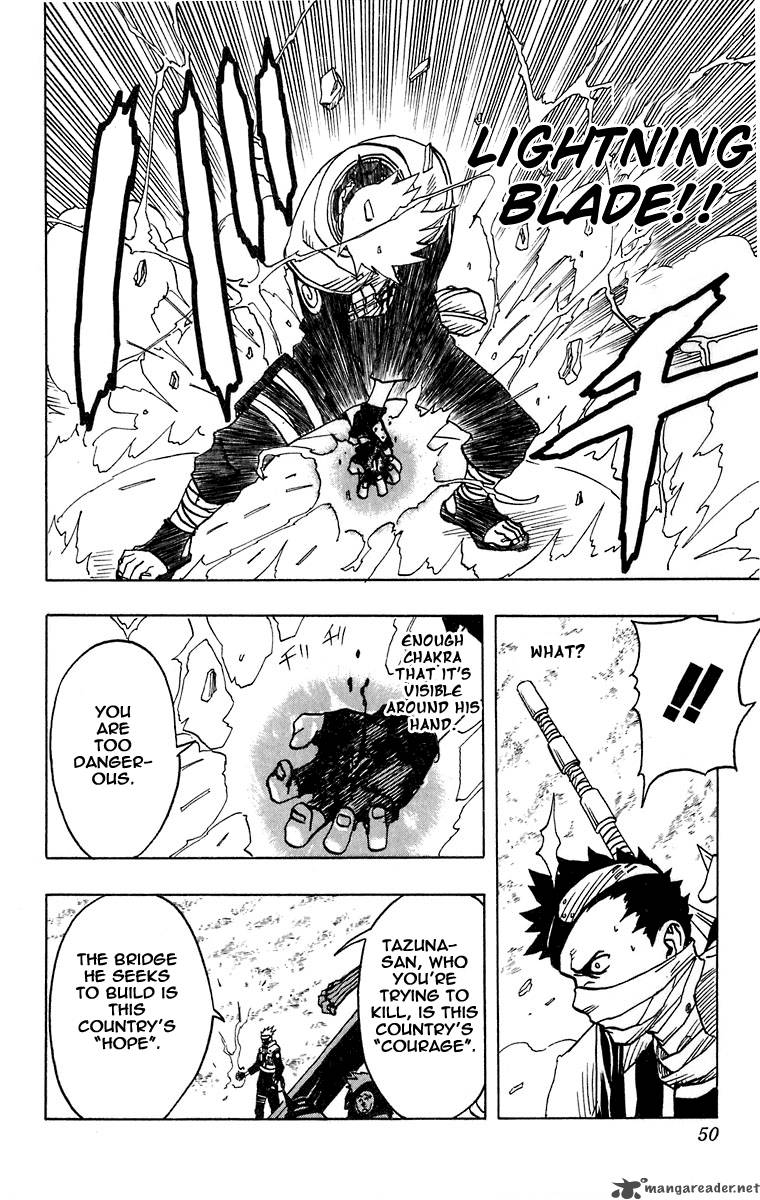 LIGHTNING
BLADE!!
チ
!!
WHAT?
ENOUGH
CHAKRA
THAT IT'S
VISIBLE
AROUND HIS
HAND.
チ
YOU
ARE
TOO
DANGER-
OUS.
TAZUNA-
SAN, WHO
YOU'RE
TRYING TO
KILL, IS THIS
COUNTRY'S
"COURAGE".
THE BRIDGE
HE SEEKS
TO BUILD IS
THIS
COUNTRY'S
"HOPE".
50
mangareader.net